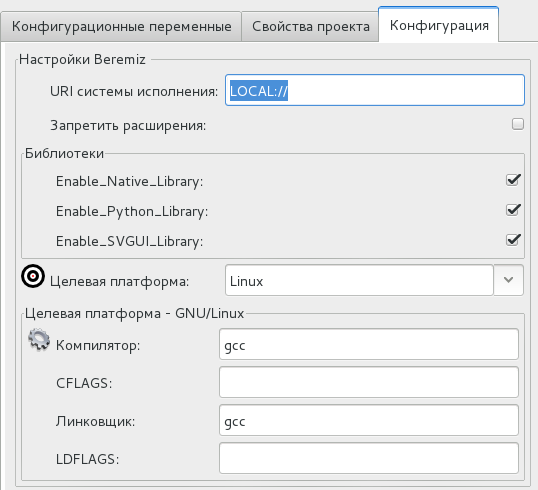 Конфигурационные переменные Свойства проекта Конфигурация
Настройки Beremiz
URI системы исполнения: LOCAL://
Запретить расширения:
Библиотеки
Enable_Native_Library:
Enable_Python_Library:
Enable_SVGUI_Library:
Целевая платформа: Linux
Целевая платформа - GNU/Linux
Компилятор: gcc
CFLAGS:
Линковщик: gcc
LDFLAGS: